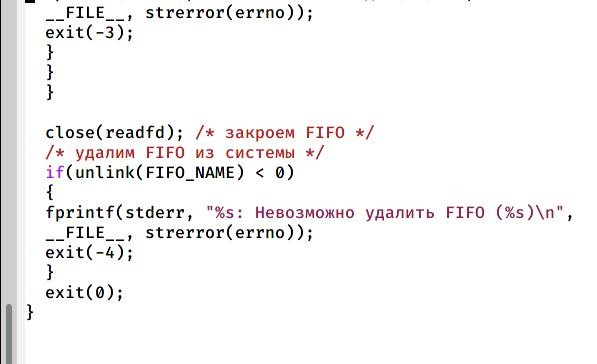 __FILE__, strerror(errno));
exit(-3);
}
}
}
close(readfd); /* закроем FIFO */
/* удалим FIFO из системы */
if(unlink(FIFO_NAME) < 0)
{
fprintf(stderr, "%s: Невозможно удалить FIFO (%s)\n",
__FILE__, strerror(errno));
exit(-4);
}
exit(0);
}